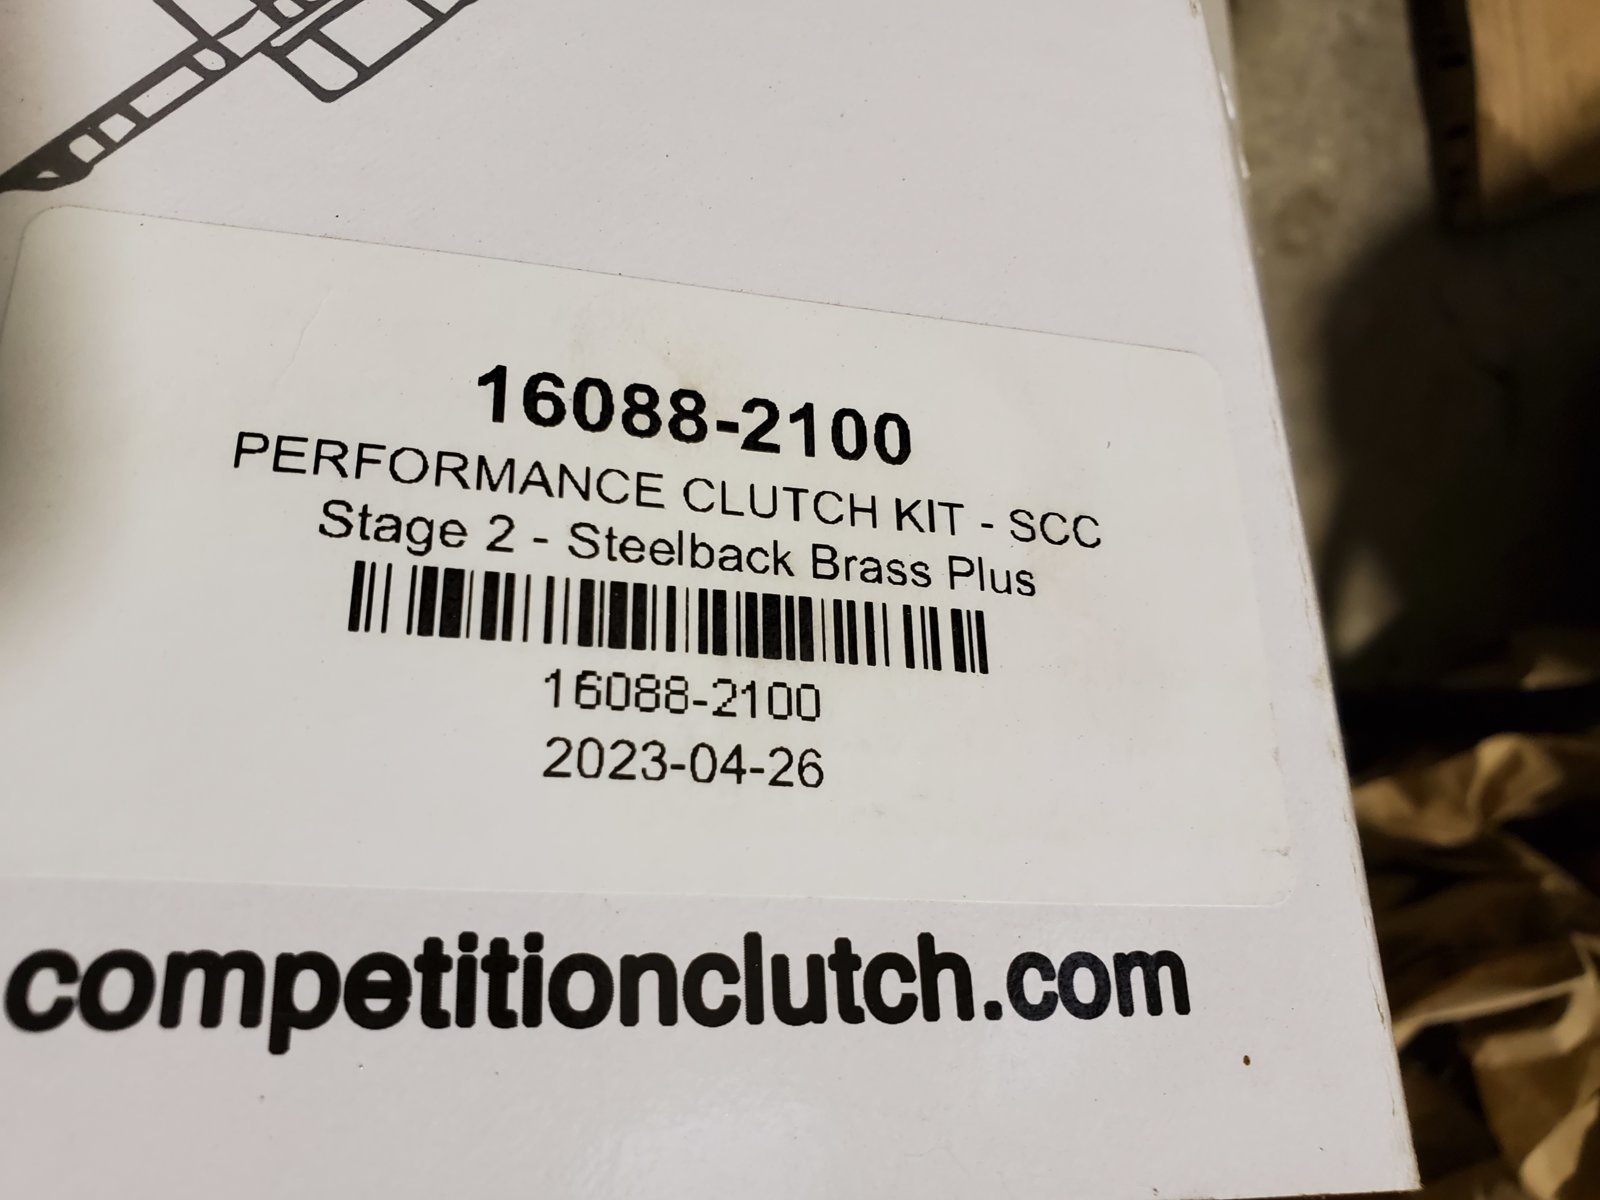 16088-2100
PERFORMANCE CLUTCH KIT - SCC
Stage 2 - Steelback Brass Plus
16088-2100
2023-04-26
competitionclutch.com